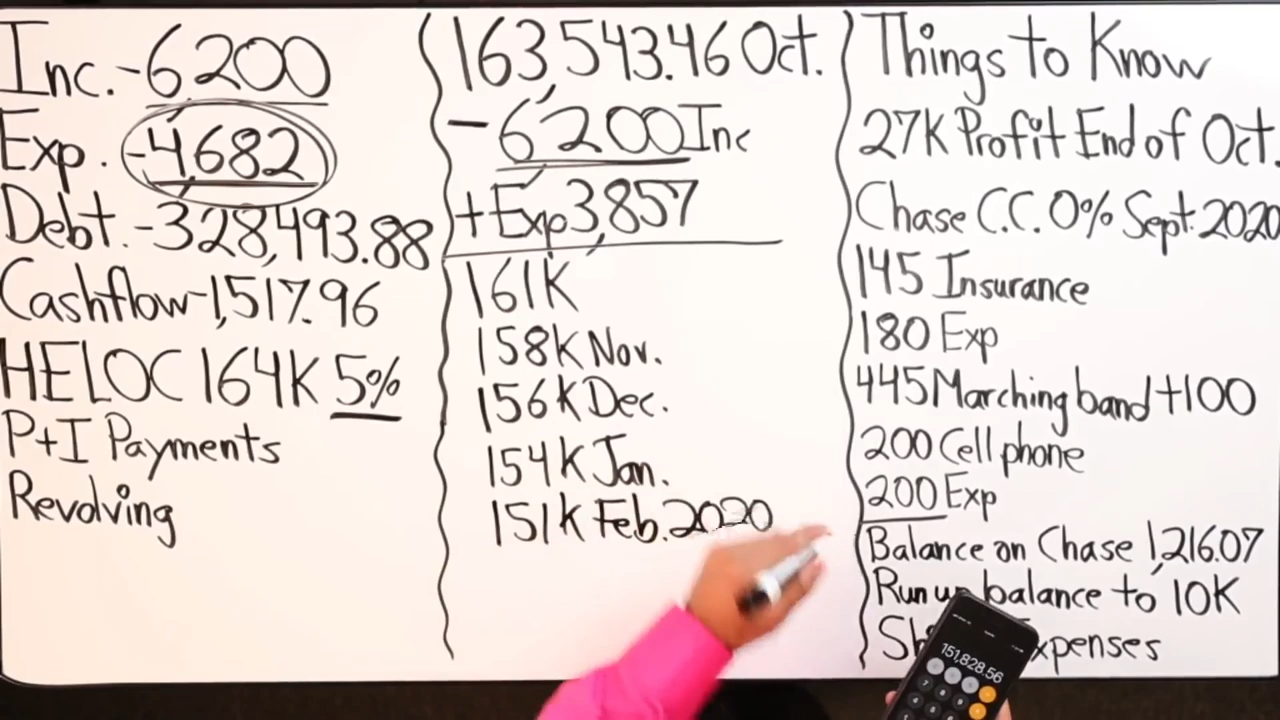 Inc. -6,200
Exp. -4,682
Debt. -328,493.88
Cashflow -1,517.96
HELOC 164K 5%
P+I Payments
Revolving
163,543.46 Oct.
- 6,200 Inc
+ Exp 3,857
161K
158K Nov.
156K Dec.
154K Jan.
151K Feb. 2020
Things to Know
27K Profit End of Oct.
Chase C.C. 0% Sept. 2020
145 Insurance
180 Exp
445 Marching band +100
200 Cell phone
200 Exp
Balance on Chase 1,216.07
Run up balance to 10K
151,828.56